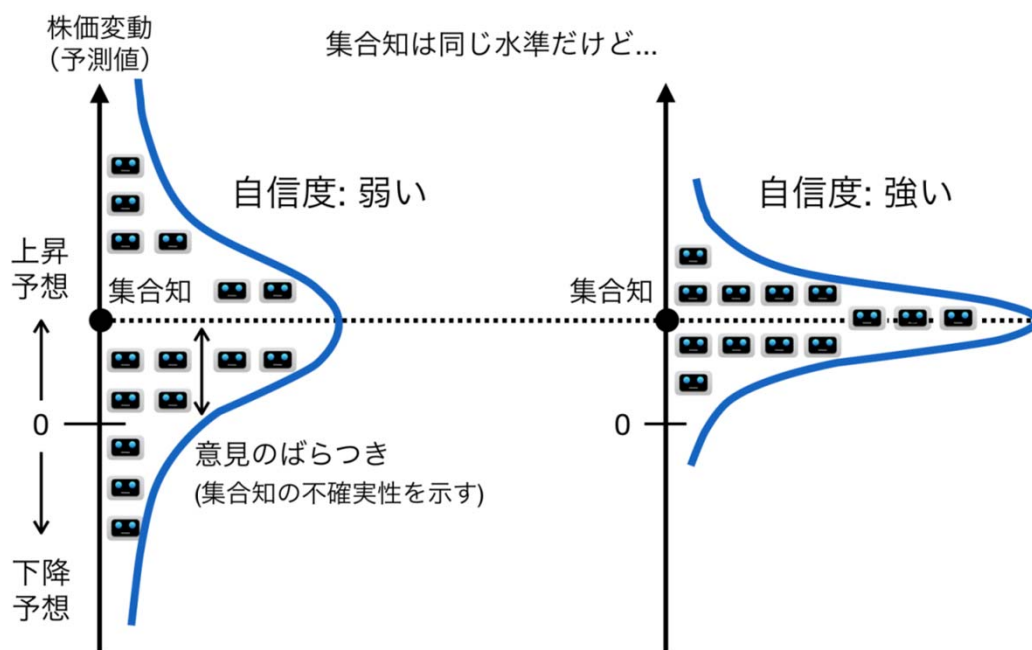 株価変動
（予測値）
集合知は同じ水準だけど...
自信度: 弱い
自信度: 強い
上昇
予想
集合知
集合知
0
0
意見のばらつき
(集合知の不確実性を示す)
下降
予想